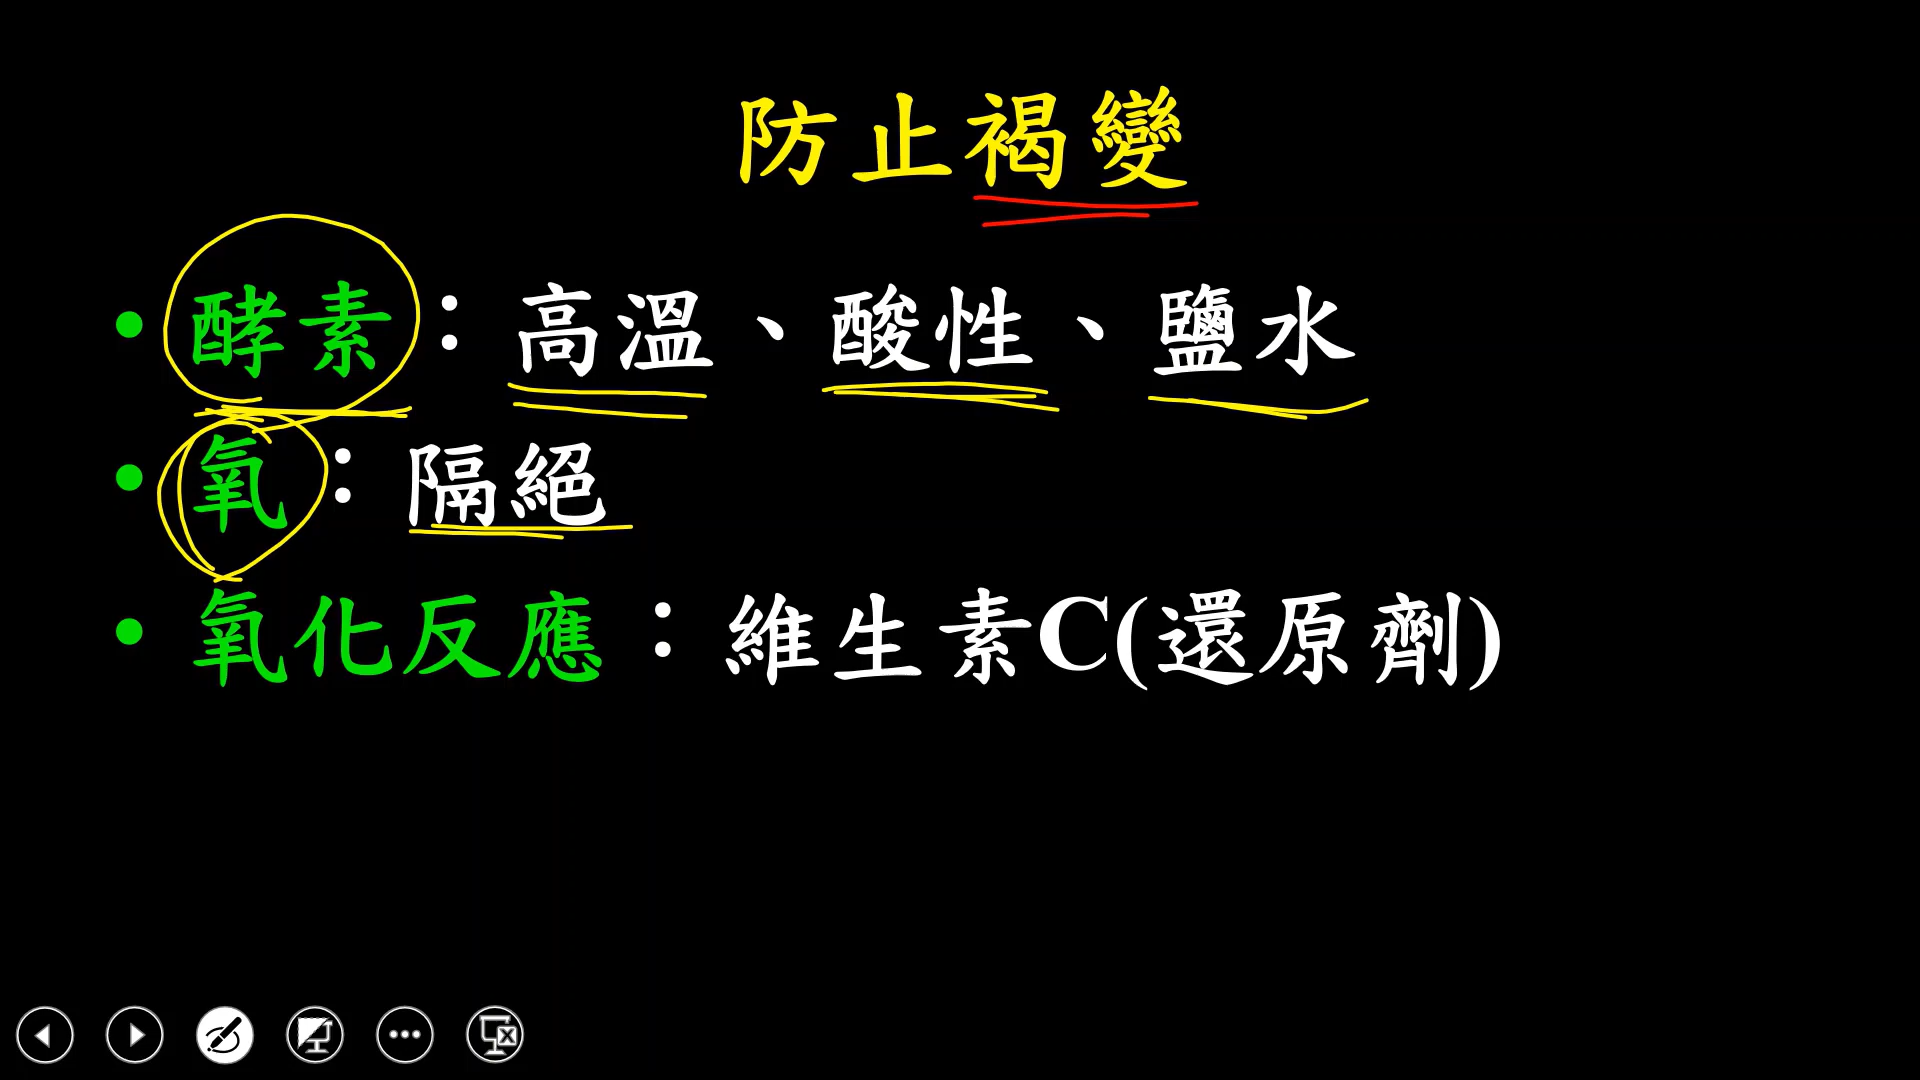 防止褐變
• 酵素：高溫、酸性、鹽水
• 氧：隔絕
• 氧化反應：維生素C(還原劑)